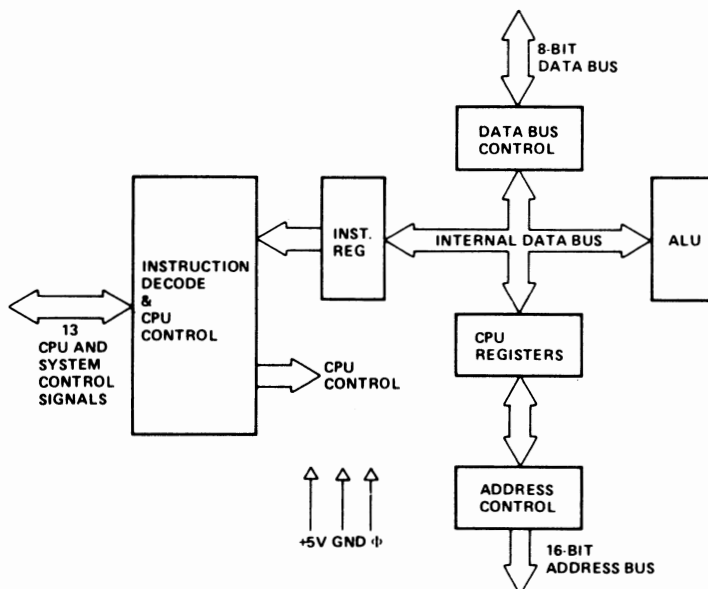 8-BIT
DATA BUS
DATA BUS
CONTROL
INST.
REG
INTERNAL DATA BUS
ALU
INSTRUCTION
DECODE
&
CPU
CONTROL
13
CPU AND
SYSTEM
CONTROL
SIGNALS
CPU
REGISTERS
CPU
CONTROL
ADDRESS
CONTROL
+5V GND Φ
16-BIT
ADDRESS BUS